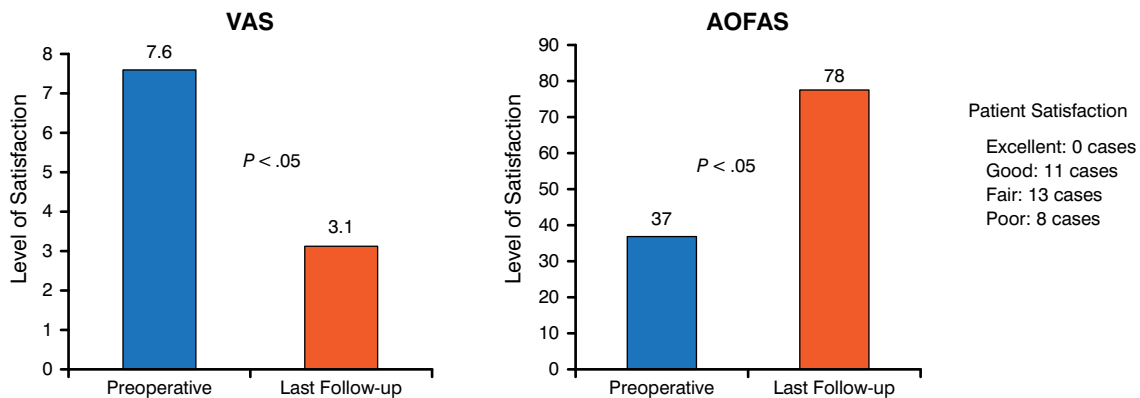 VAS
Level of Satisfaction
8
7
6
5
4
3
2
1
0
7.6
P < .05
3.1
Preoperative
Last Follow-up
AOFAS
Level of Satisfaction
90
80
70
60
50
40
30
20
10
0
37
P < .05
78
Preoperative
Last Follow-up
Patient Satisfaction
Excellent: 0 cases
Good: 11 cases
Fair: 13 cases
Poor: 8 cases